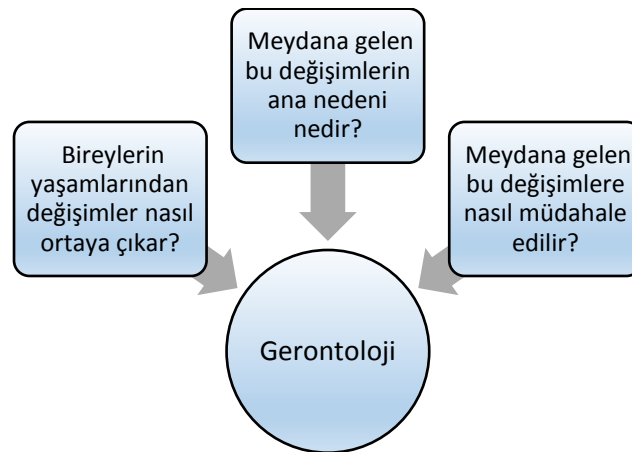 Meydana gelen
bu değişimlerin
ana nedeni
nedir?
Bireylerin
yaşamlarından
değişimler nasıl
ortaya çıkar?
Meydana gelen
bu değişimlere
nasıl müdahale
edilir?
Gerontoloji